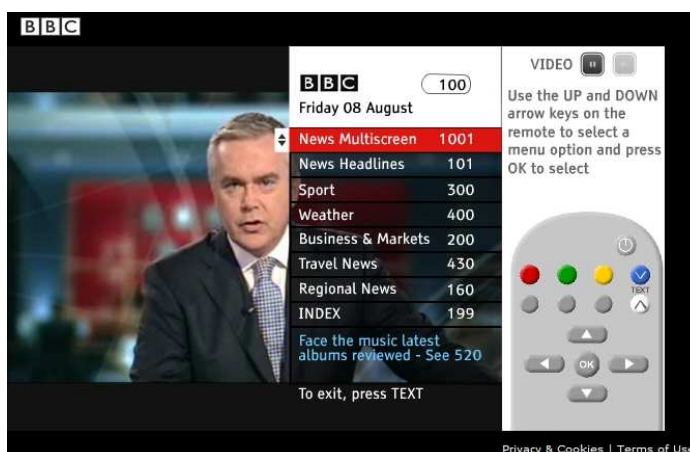 BBC
BBC 100
Friday 08 August
News Multiscreen 1001
News Headlines 101
Sport 300
Weather 400
Business & Markets 200
Travel News 430
Regional News 160
INDEX 199
Face the music latest
albums reviewed - See 520
To exit, press TEXT
VIDEO
Use the UP and DOWN
arrow keys on the
remote to select a
menu option and press
OK to select
TEXT
OK
Privacy & Cookies | Terms of Use